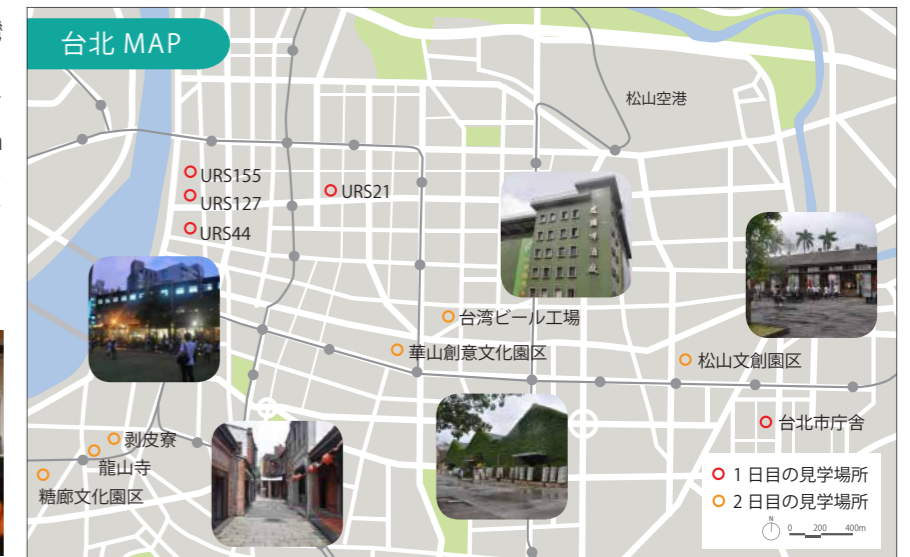 台北 MAP
松山空港
URS155
URS127
URS21
URS44
台湾ビール工場
華山創意文化園区
松山文創園区
台北市庁舎
剥皮寮
龍山寺
糖廊文化園区
1 日目の見学場所
2 日目の見学場所
N
0 200 400m